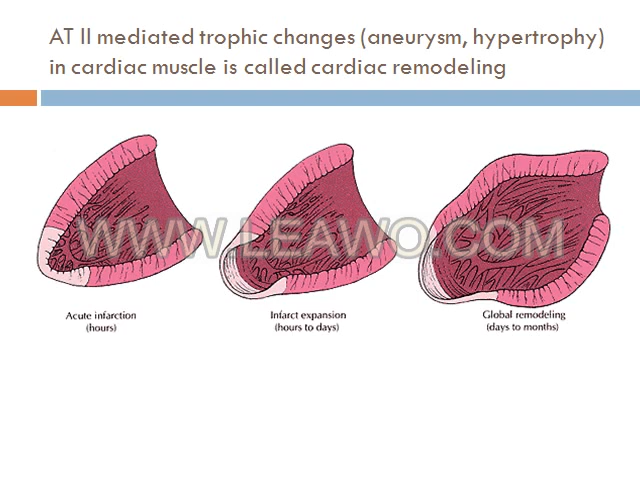 AT II mediated trophic changes (aneurysm, hypertrophy)
in cardiac muscle is called cardiac remodeling
WWW.LEAWO.COM
Acute infarction
(hours)
Infarct expansion
(hours to days)
Global remodeling
(days to months)